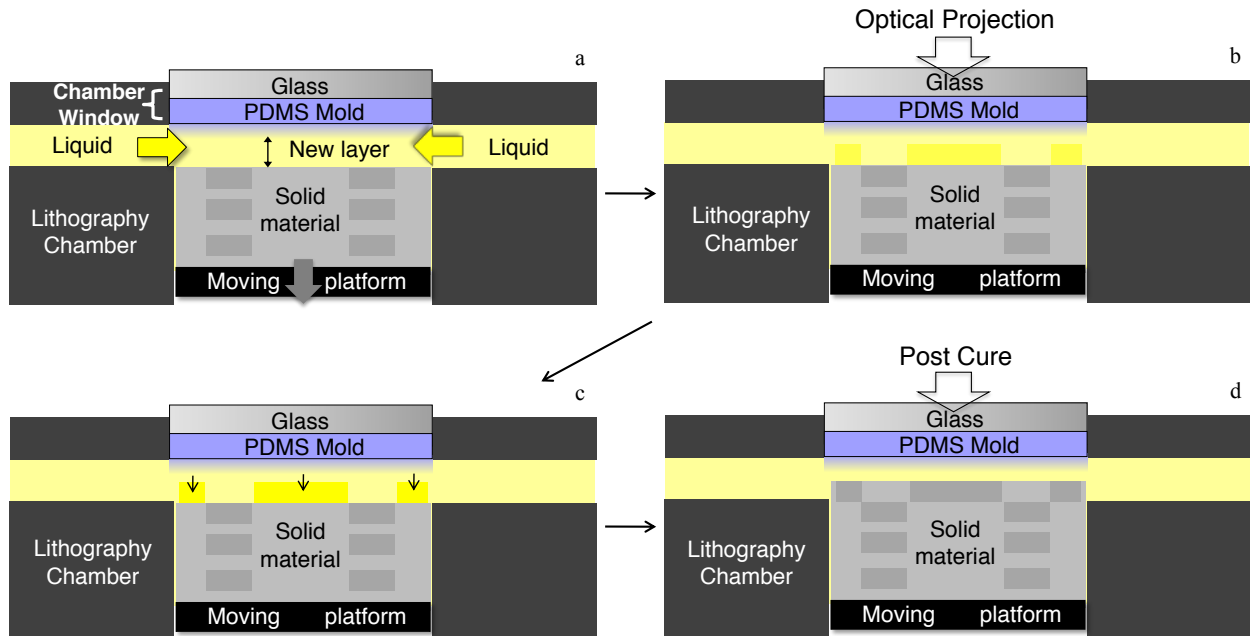 a
Glass
PDMS Mold
Chamber
Window
Liquid
New layer
Liquid
Solid
material
Lithography
Chamber
Moving platform
Optical Projection
b
Glass
PDMS Mold
Solid
material
Lithography
Chamber
Moving platform
c
Glass
PDMS Mold
Solid
material
Lithography
Chamber
Moving platform
Post Cure
d
Glass
PDMS Mold
Solid
material
Lithography
Chamber
Moving platform